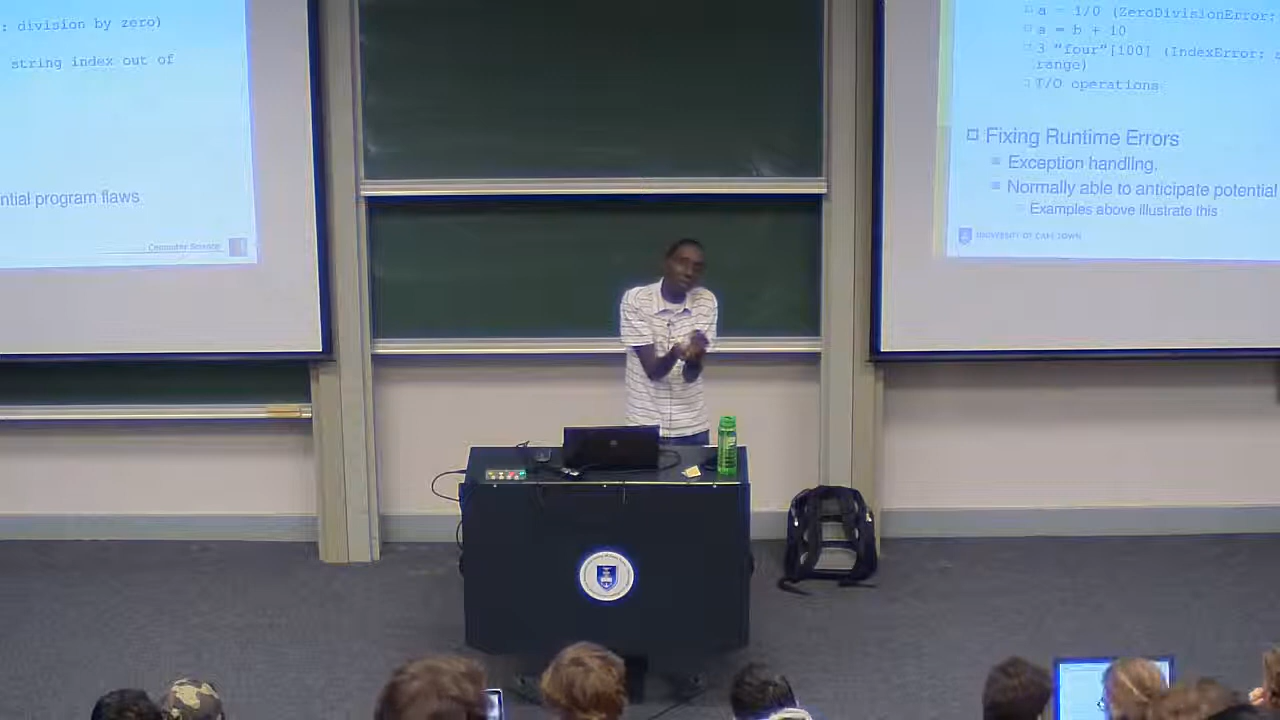 : division by zero)
string index out of
ntial program flaws
Computer Science
a = 1/0 (ZeroDivisionError:
a = b + 10
3 "four"[100] (IndexError: s
range)
I/O operations
Fixing Runtime Errors
Exception handling.
Normally able to anticipate potential
Examples above illustrate this
UNIVERSITY OF CAPE TOWN